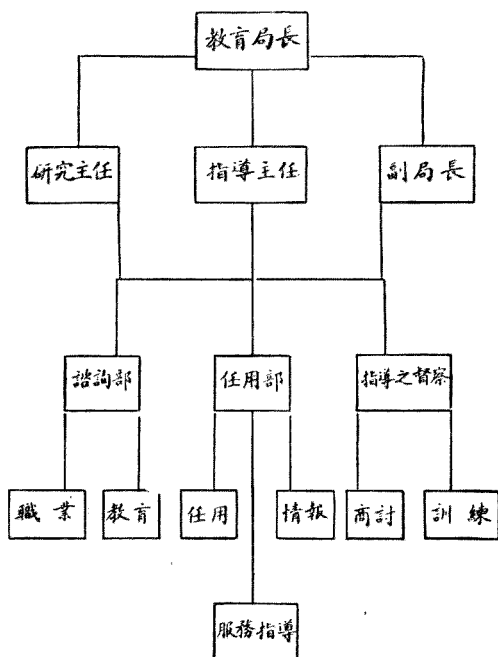 教育局長
研究主任
指導主任
副局長
諮詢部
任用部
指導之督察
職業
教育
任用
情報
商討
訓練
服務指導